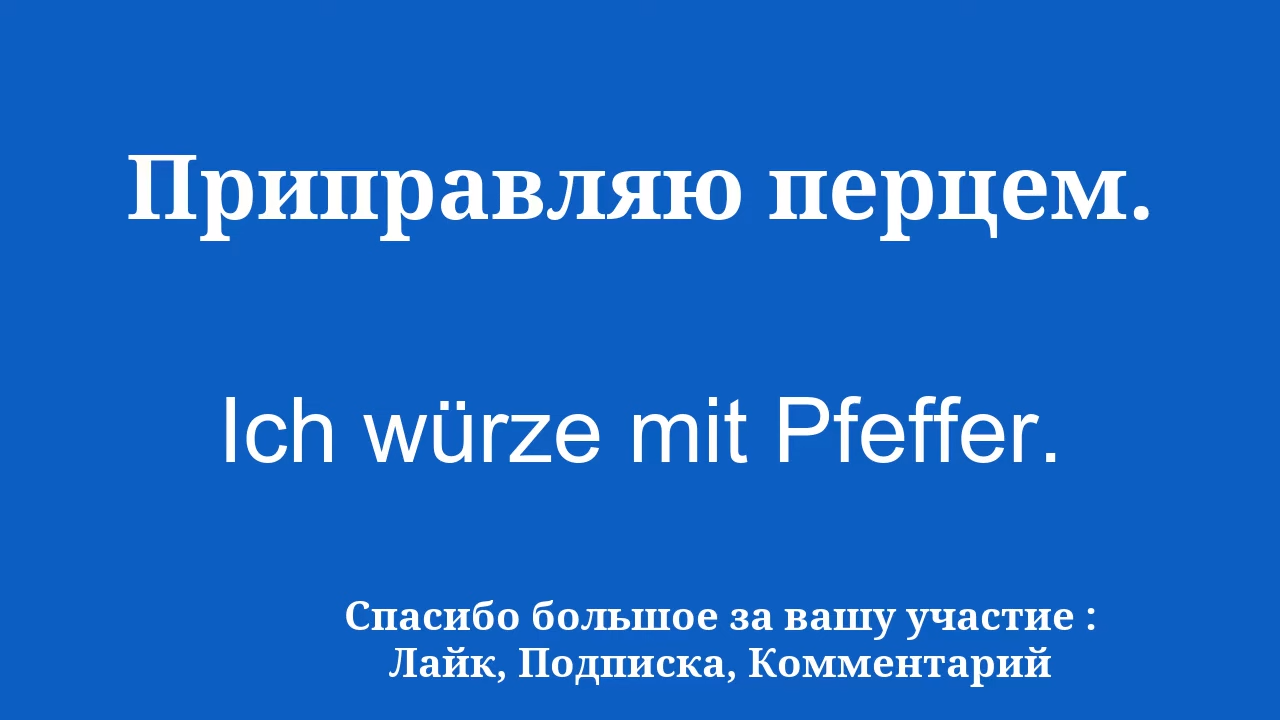 Приправляю перцем.
Ich würze mit Pfeffer.
Спасибо большое за вашу участие :
Лайк, Подписка, Комментарий